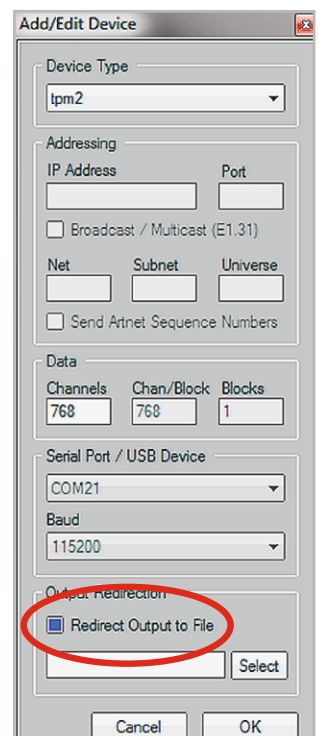 Add/Edit Device
Device Type
tpm2
Addressing
IP Address Port
Broadcast / Multicast (E1.31)
Net Subnet Universe
Send Artnet Sequence Numbers
Data
Channels Chan/Block Blocks
768 768 1
Serial Port / USB Device
COM21
Baud
115200
Output Redirection
Redirect Output to File
Select
Cancel OK